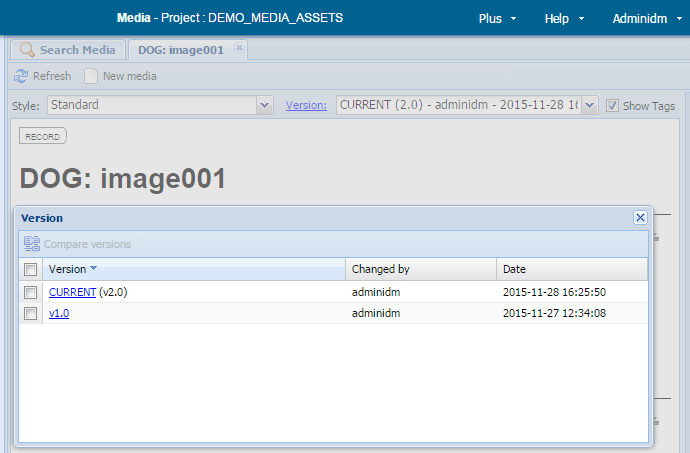 Media - Project : DEMO_MEDIA_ASSETS Plus Help Adminidm
Search Media DOG: image001
Refresh New media
Style: Standard Version: CURRENT (2.0) - adminidm - 2015-11-28 16 Show Tags
RECORD
DOG: image001
Version
Compare versions
Version Changed by Date
CURRENT (v2.0) adminidm 2015-11-28 16:25:50
v1.0 adminidm 2015-11-27 12:34:08